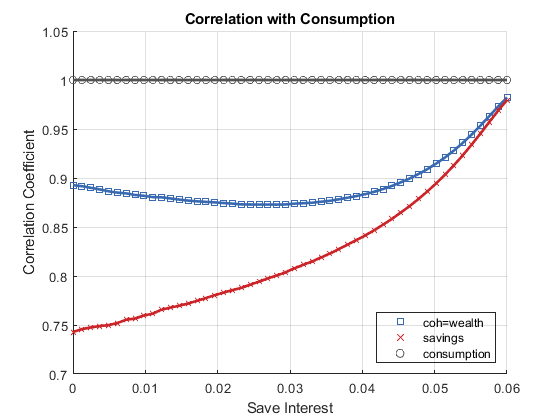 Correlation with Consumption
1.05
1
0.95
0.9
0.85
0.8
0.75
0.7
Correlation Coefficient
0
0.01
0.02
0.03
0.04
0.05
0.06
Save Interest
coh=wealth
savings
consumption